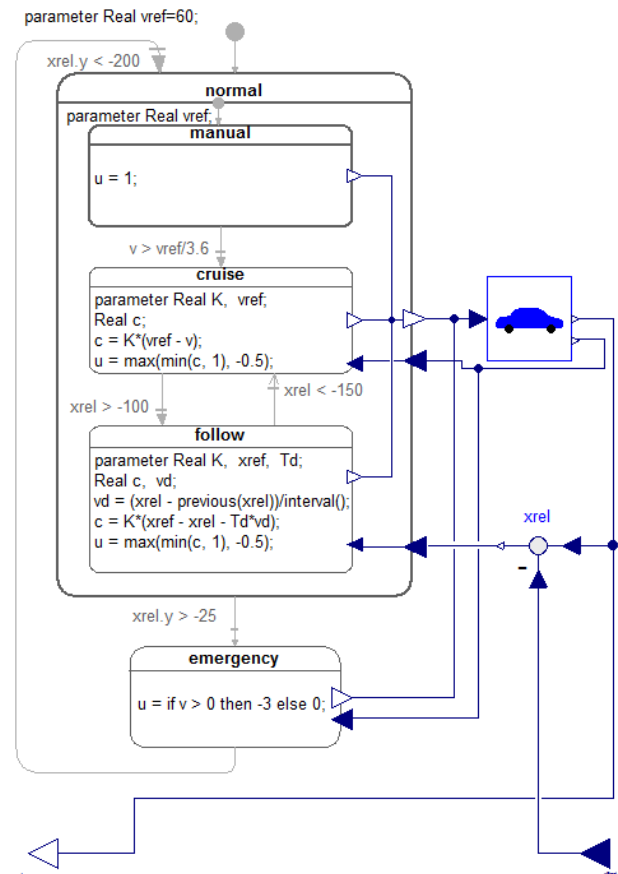 parameter Real vref=60;
xrel.y < -200
normal
parameter Real vref;
manual
u = 1;
v > vref/3.6
cruise
parameter Real K,  vref;
Real c;
c = K*(vref - v);
u = max(min(c, 1), -0.5);
xrel > -100
xrel < -150
follow
parameter Real K,  xref,  Td;
Real c,  vd;
vd = (xrel - previous(xrel))/interval();
c = K*(xref - xrel - Td*vd);
u = max(min(c, 1), -0.5);
xrel
-
xrel.y > -25
emergency
u = if v > 0 then -3 else 0;